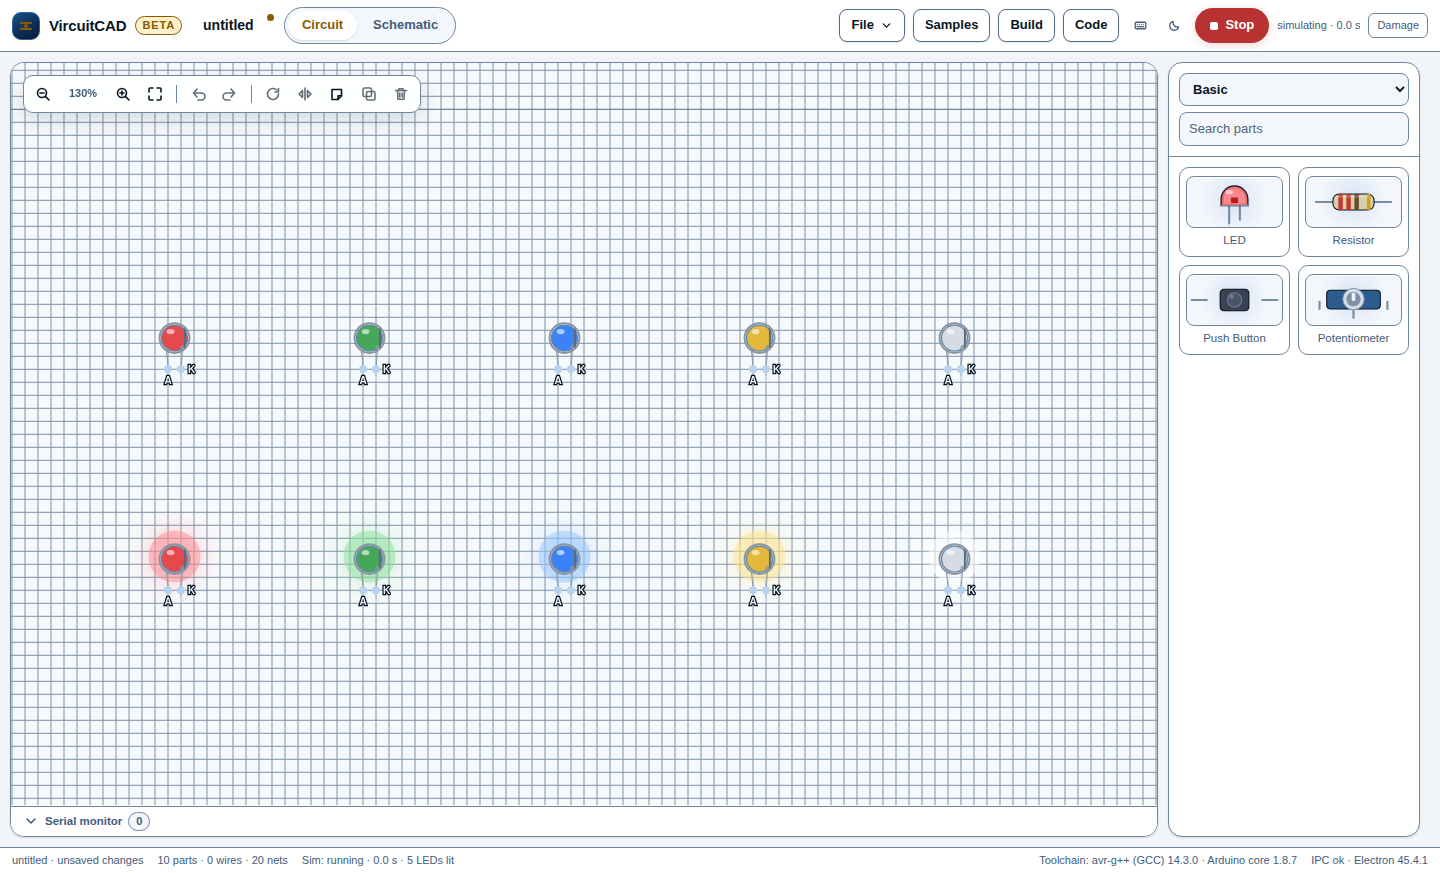 VircuitCAD BETA untitled Circuit Schematic File Samples Build Code Stop simulating · 0.0 s Damage
130%
Basic
Search parts
LED Resistor
Push Button Potentiometer
K K K K K
A A A A A
K K K K K
A A A A A
Serial monitor 0
untitled · unsaved changes 10 parts · 0 wires · 20 nets Sim: running · 0.0 s · 5 LEDs lit Toolchain: avr-g++ (GCC) 14.3.0 · Arduino core 1.8.7 IPC ok · Electron 45.4.1